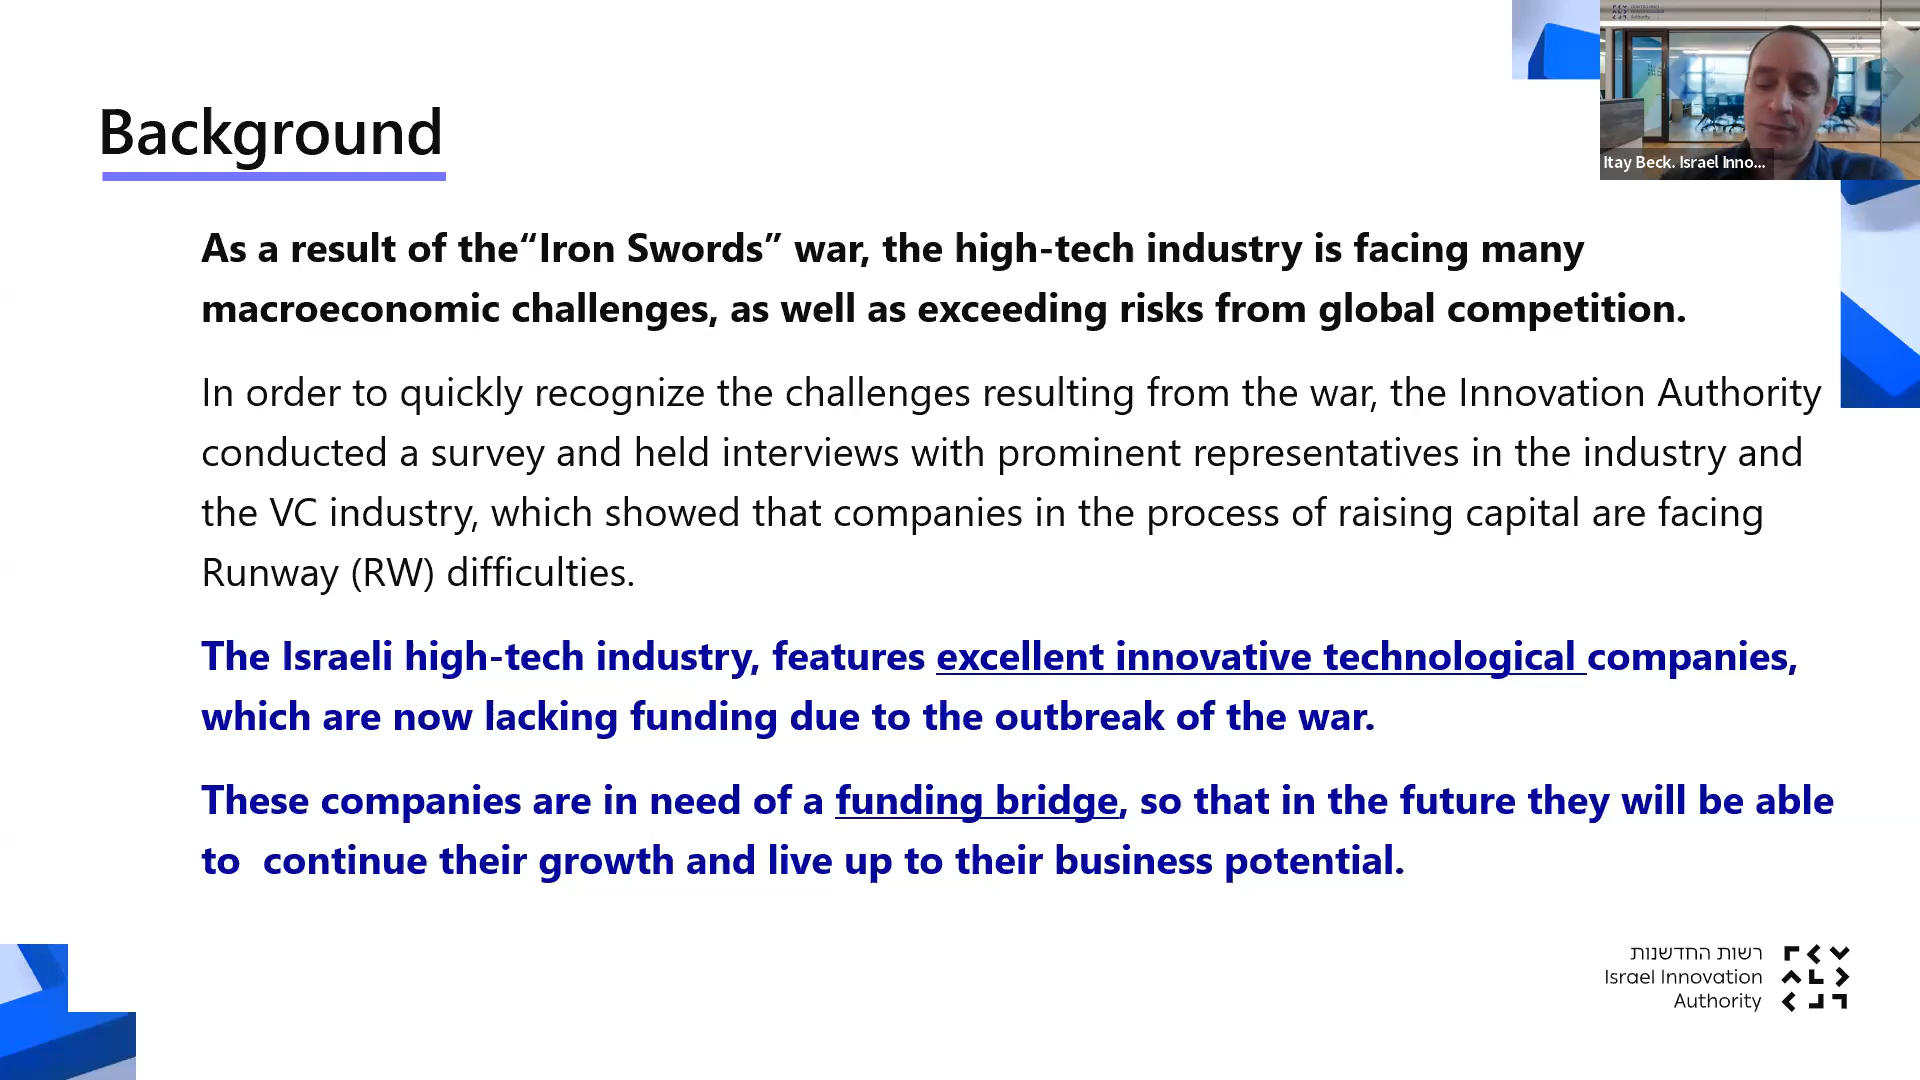 Background
Itay Beck. Israel Inno...
As a result of the“Iron Swords” war, the high-tech industry is facing many
macroeconomic challenges, as well as exceeding risks from global competition.
In order to quickly recognize the challenges resulting from the war, the Innovation Authority
conducted a survey and held interviews with prominent representatives in the industry and
the VC industry, which showed that companies in the process of raising capital are facing
Runway (RW) difficulties.
The Israeli high-tech industry, features excellent innovative technological companies,
which are now lacking funding due to the outbreak of the war.
These companies are in need of a funding bridge, so that in the future they will be able
to  continue their growth and live up to their business potential.
רשות החדשנות
Israel Innovation
Authority